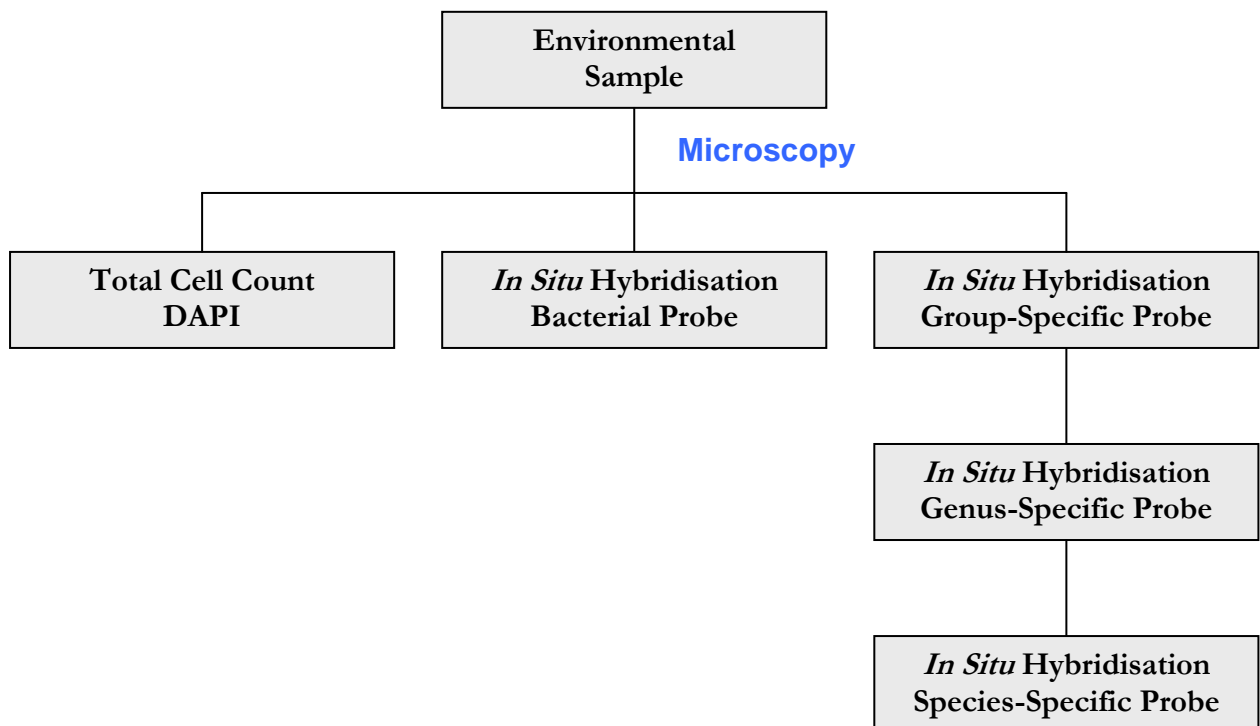 Environmental
Sample
Microscopy
Total Cell Count
DAPI
In Situ Hybridisation
Bacterial Probe
In Situ Hybridisation
Group-Specific Probe
In Situ Hybridisation
Genus-Specific Probe
In Situ Hybridisation
Species-Specific Probe